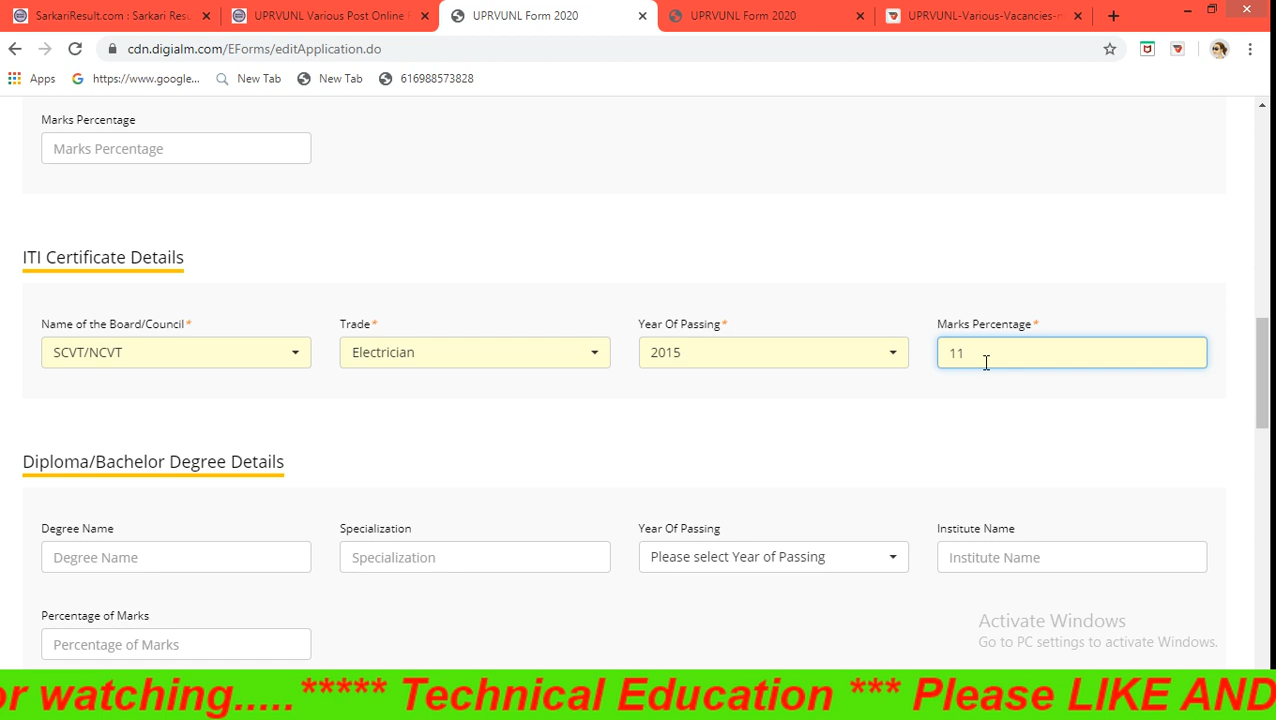 SarkariResult.com : Sarkari Resu
UPRVUNL Various Post Online F
UPRVUNL Form 2020
UPRVUNL Form 2020
UPRVUNL-Various-Vacancies-n
cdn.digialm.com/EForms/editApplication.do
Apps
https://www.google...
New Tab
New Tab
616988573828
Marks Percentage
Marks Percentage
ITI Certificate Details
Name of the Board/Council*
Trade*
Year Of Passing*
Marks Percentage*
SCVT/NCVT
Electrician
2015
11
Diploma/Bachelor Degree Details
Degree Name
Specialization
Year Of Passing
Institute Name
Degree Name
Specialization
Please select Year of Passing
Institute Name
Percentage of Marks
Percentage of Marks
Activate Windows
Go to PC settings to activate Windows.
or watching..... ***** Technical Education *** Please LIKE AND